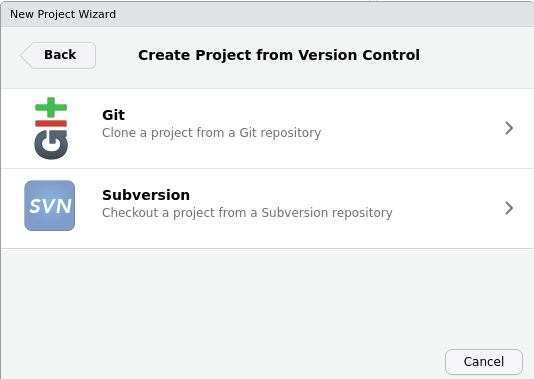 New Project Wizard
Back
Create Project from Version Control
git
Git
Clone a project from a Git repository
SVN
Subversion
Checkout a project from a Subversion repository
Cancel